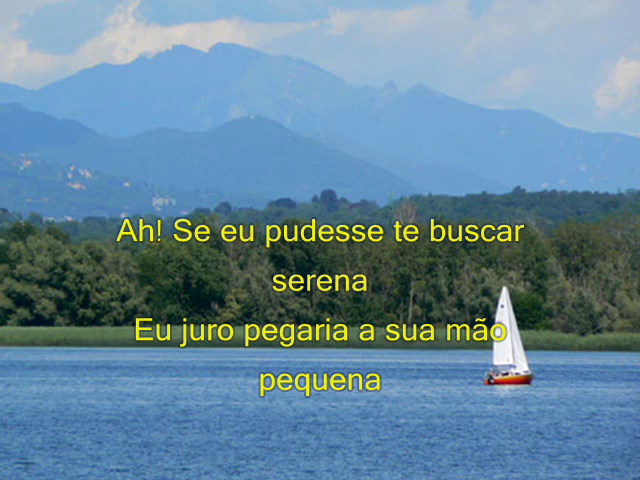 Ah! Se eu pudesse te buscar
serena
Eu juro pegaria a sua mão
pequena